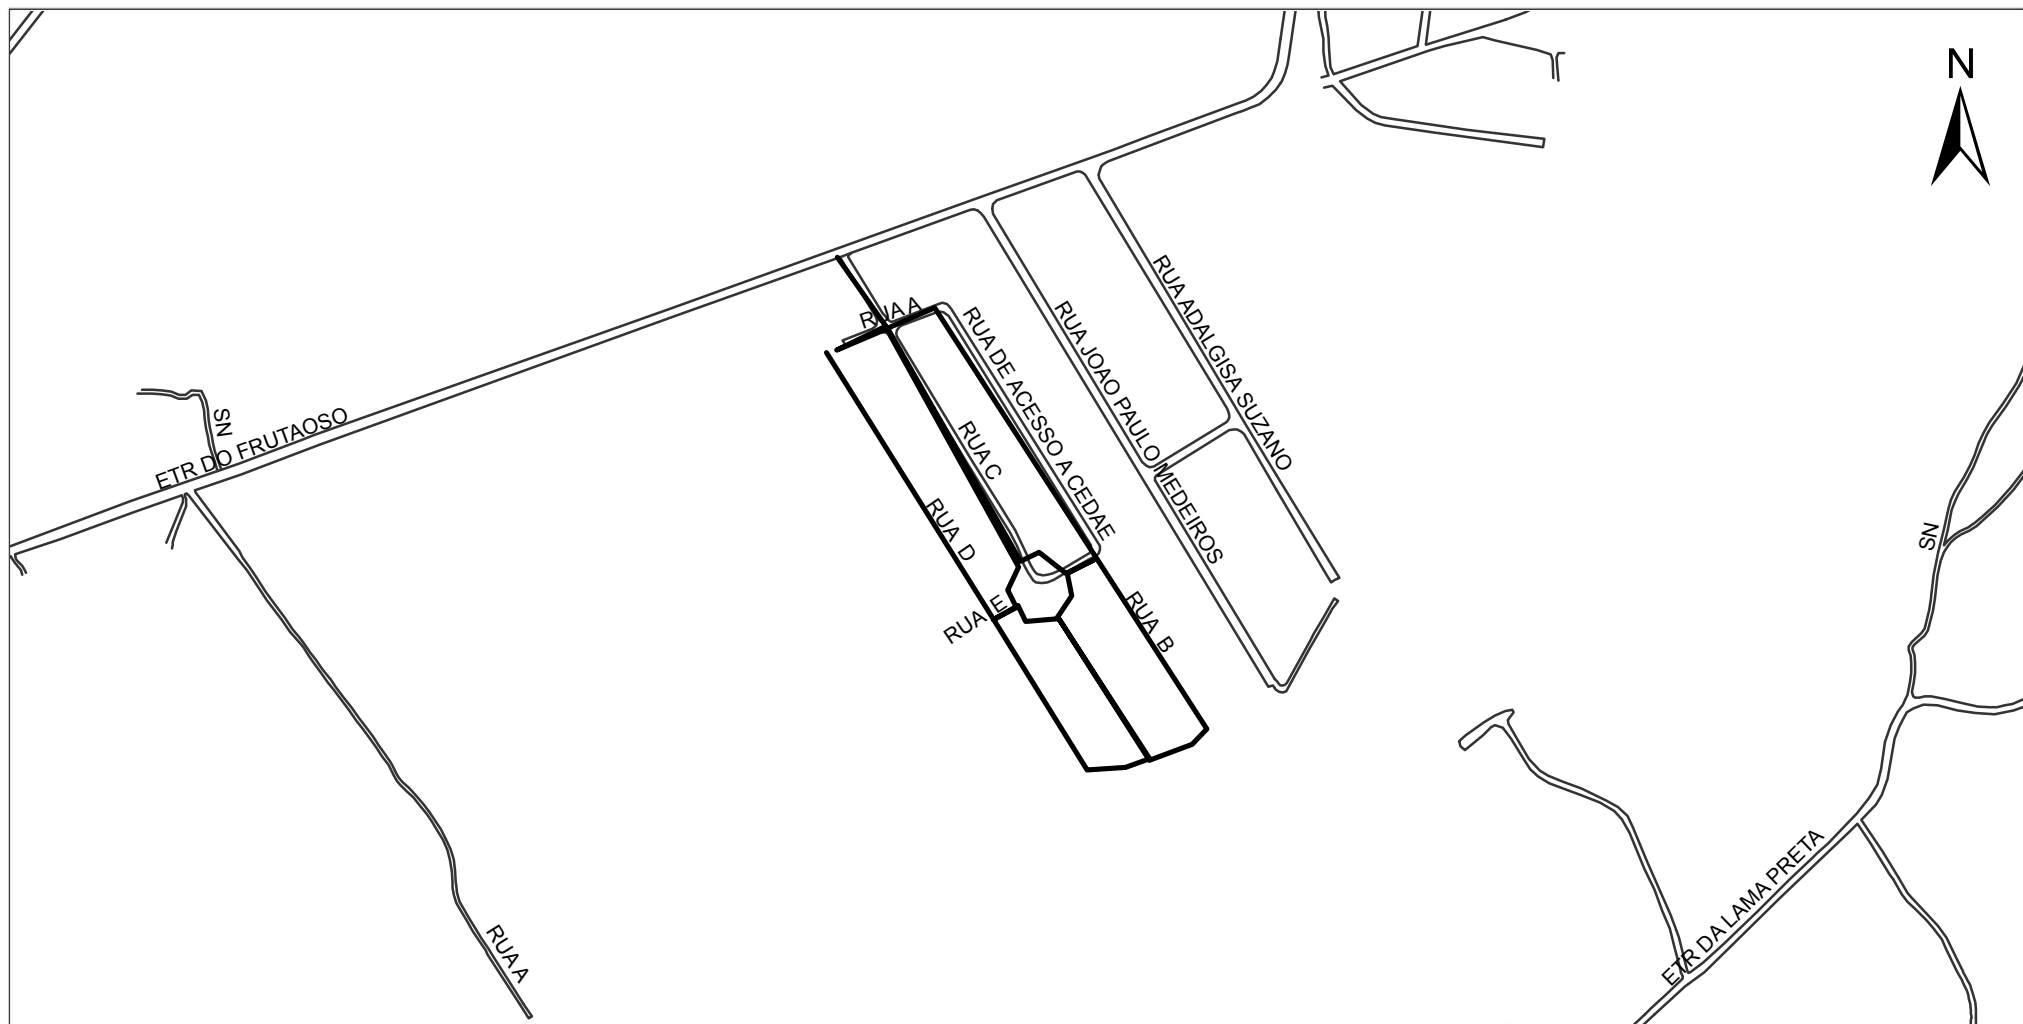 N
RUA ADALGISA SUZANO
RUA A
RUA DE ACESSO A CEDAE
RUA JOAO PAULO MEDEIROS
SN
ETR DO FRUTAOSO
RUA C
RUA D
SN
RUA E
RUA B
ETR DA LAMA PRETA
RUA A